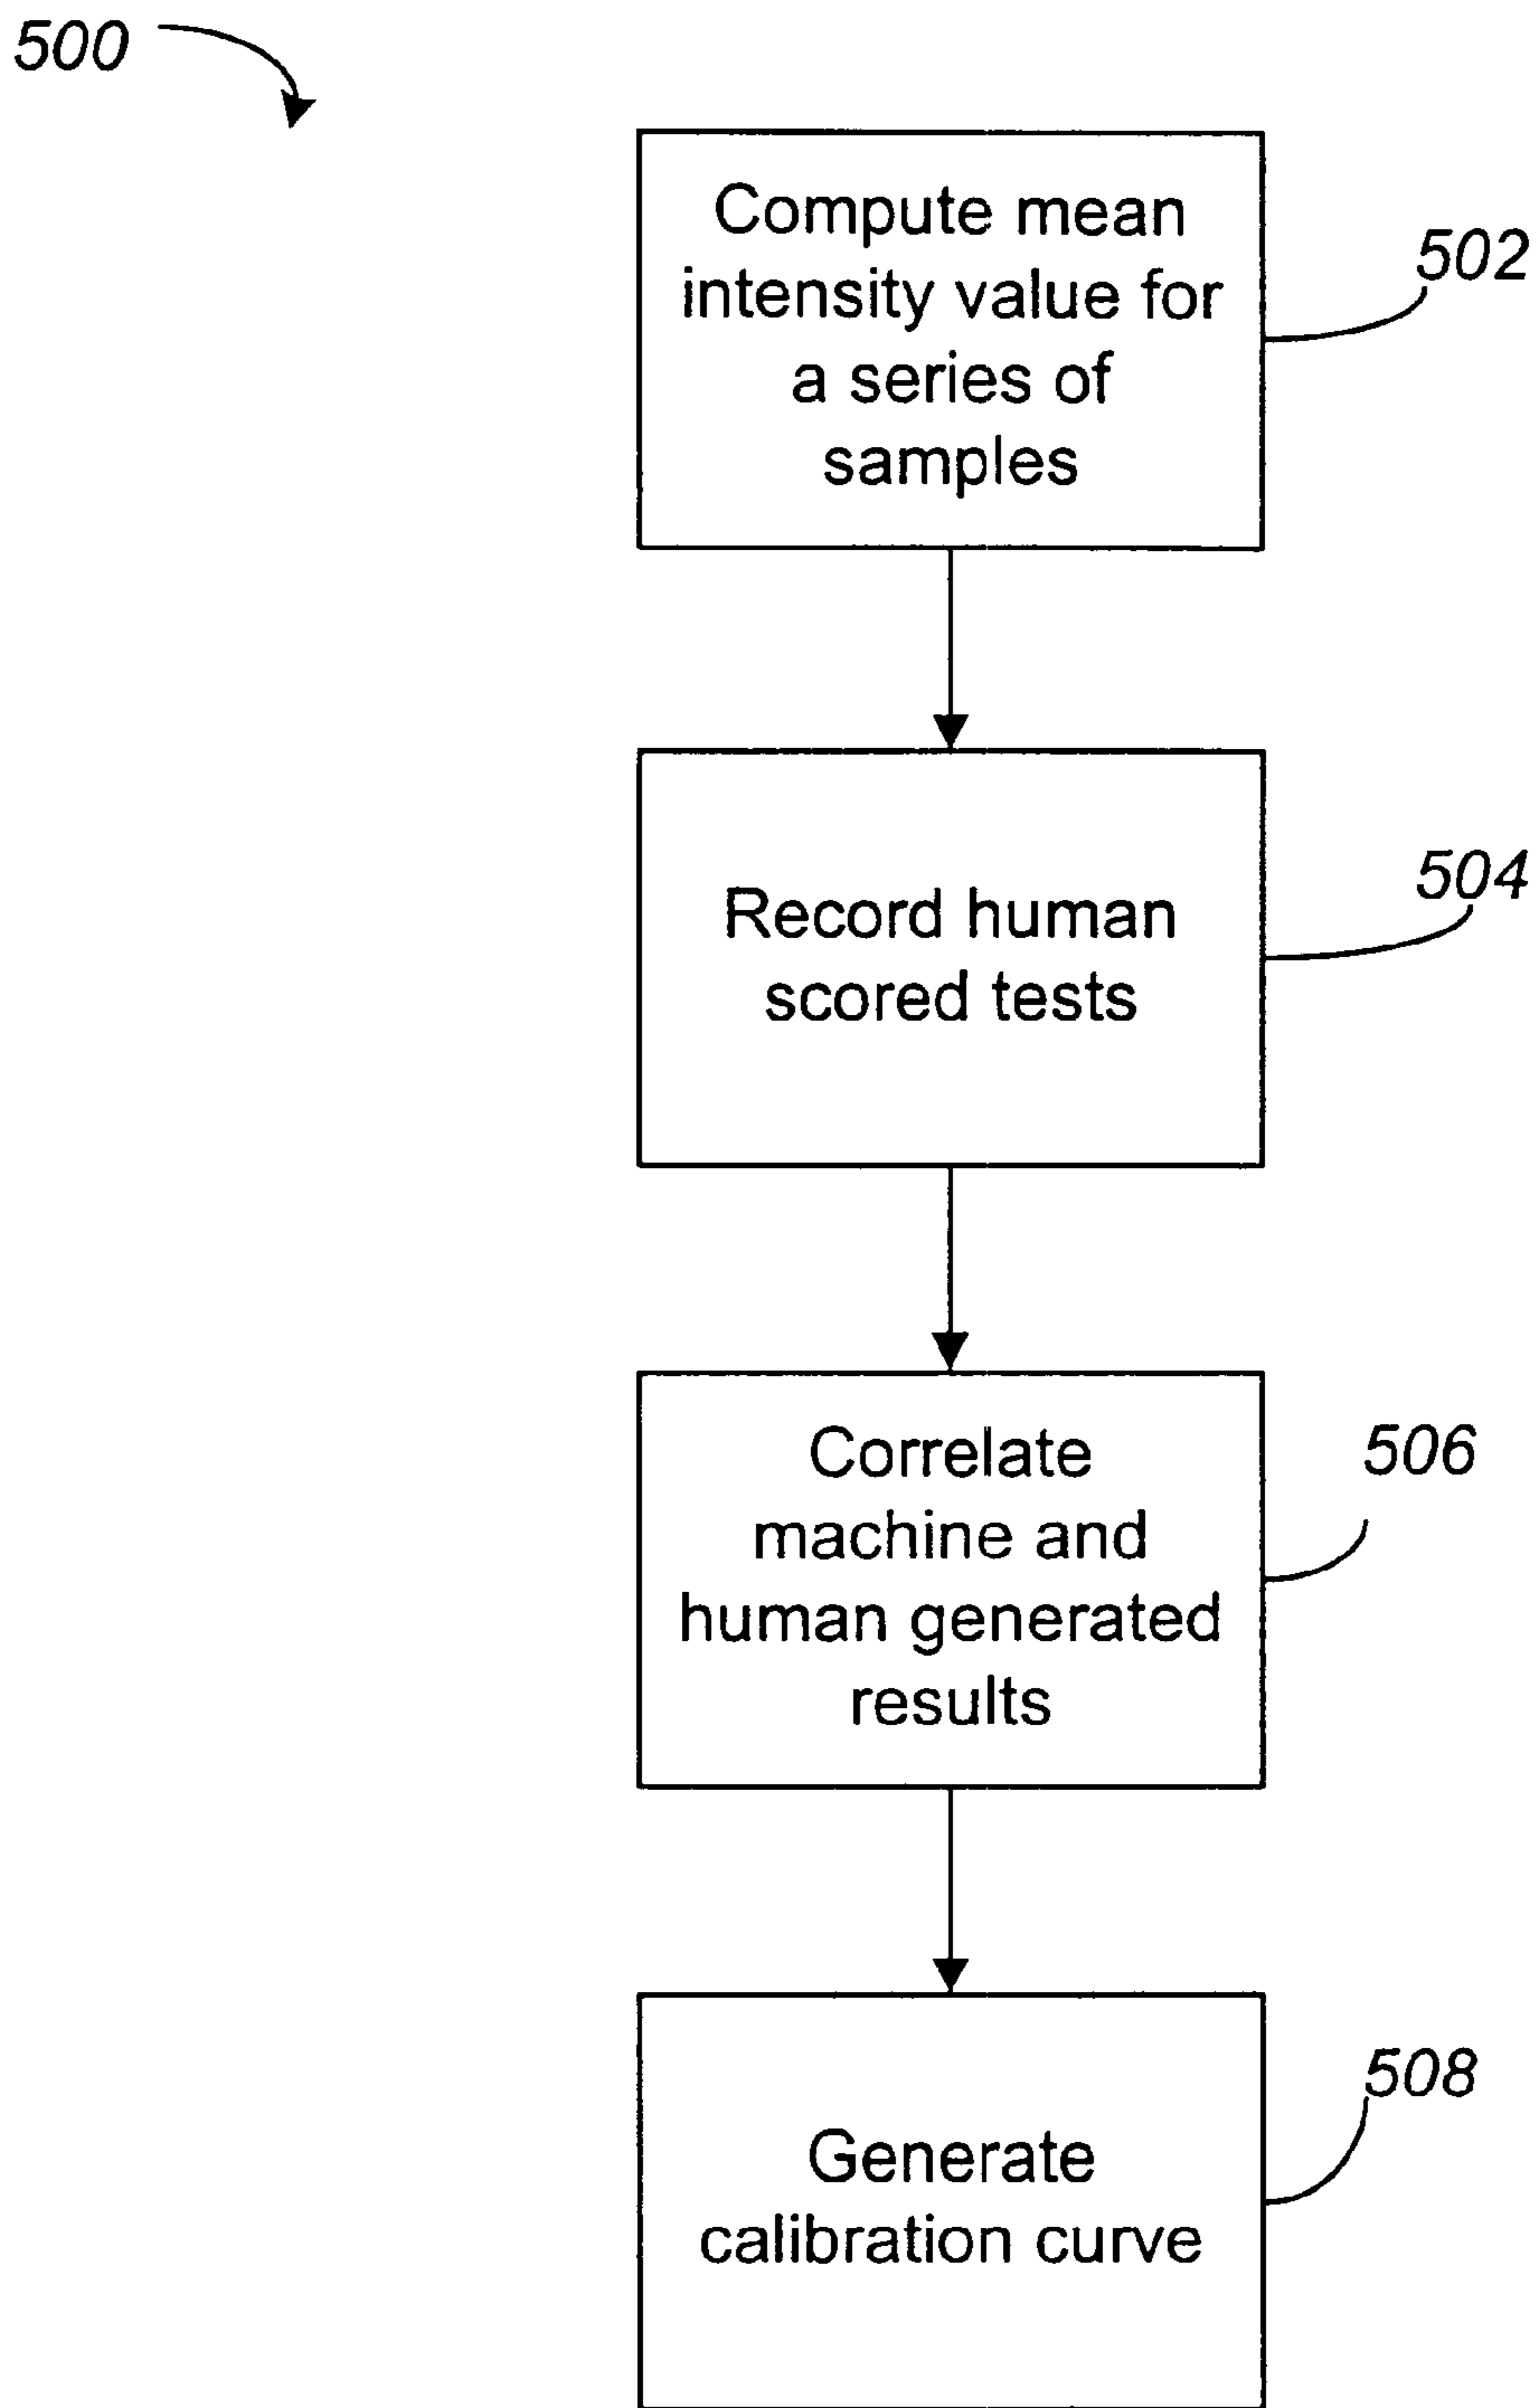 500
Compute mean
intensity value for
a series of
samples
502
Record human
scored tests
504
Correlate
machine and
human generated
results
506
Generate
calibration curve
508